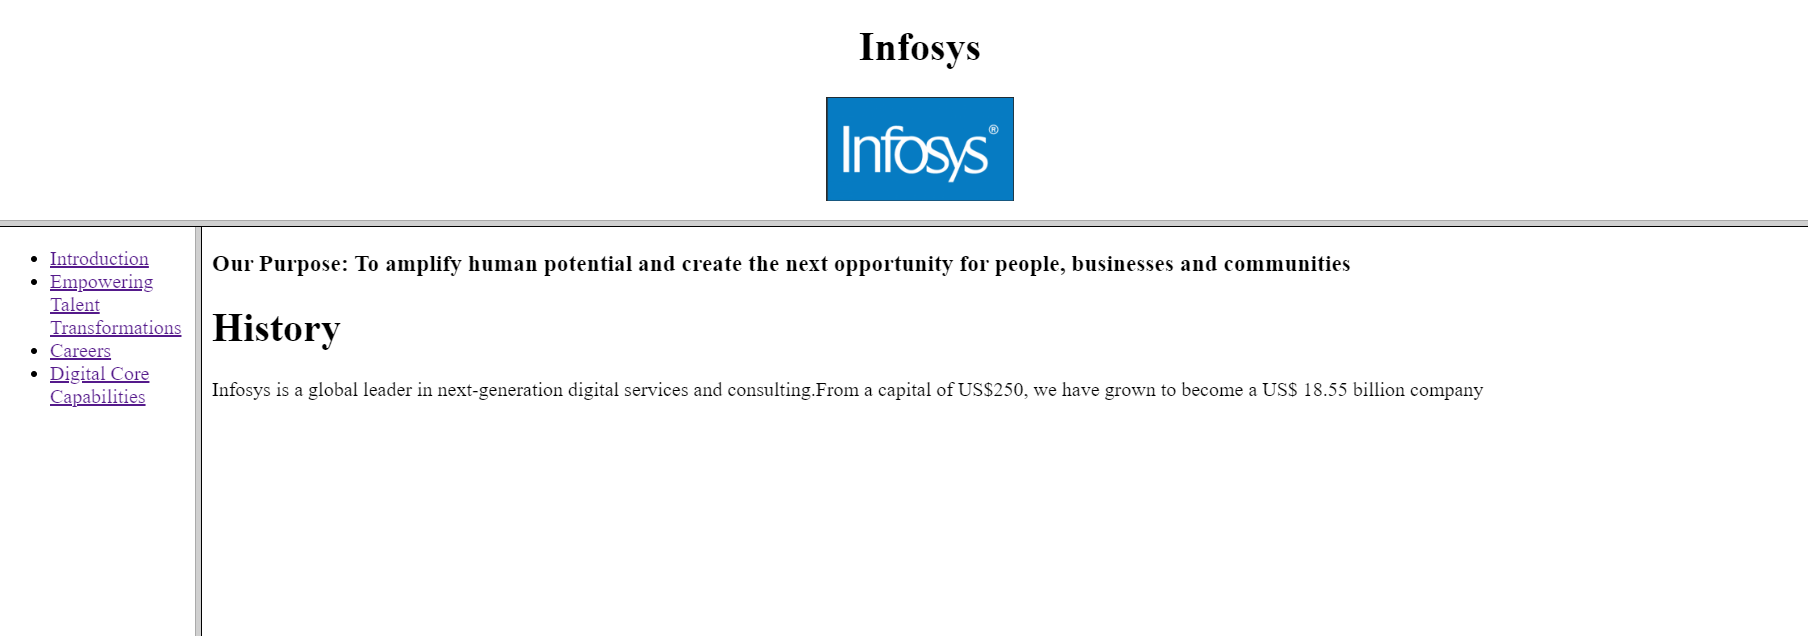 Infosys
Infosys®
Introduction
Empowering
Talent
Transformations
Careers
Digital Core
Capabilities
Our Purpose: To amplify human potential and create the next opportunity for people, businesses and communities
History
Infosys is a global leader in next-generation digital services and consulting.From a capital of US$250, we have grown to become a US$ 18.55 billion company